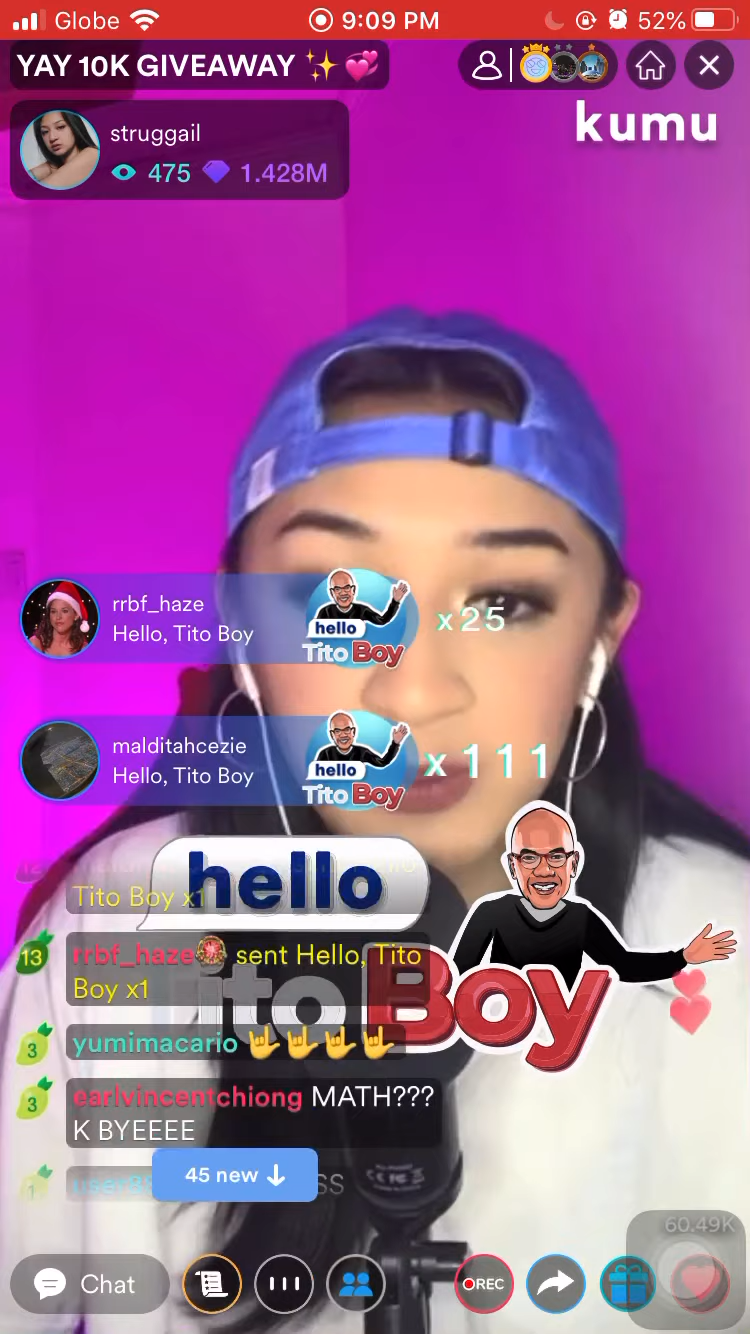 Globe
9:09 PM
52%
YAY 10K GIVEAWAY ✨💞
kumu
struggail
475 1.428M
rrbf_haze
Hello, Tito Boy
hello
Tito Boy
x25
malditahcezie
Hello, Tito Boy
hello
Tito Boy
x111
hello
Tito Boy
Tito Boy x1
13 rrbf_haze sent Hello, Tito
Boy x1
3 yumimacario 🤟🤟🤟🤟
3 earlvincentchiong MATH???
K BYEEEE
1
45 new ↓
60.49K
Chat
REC